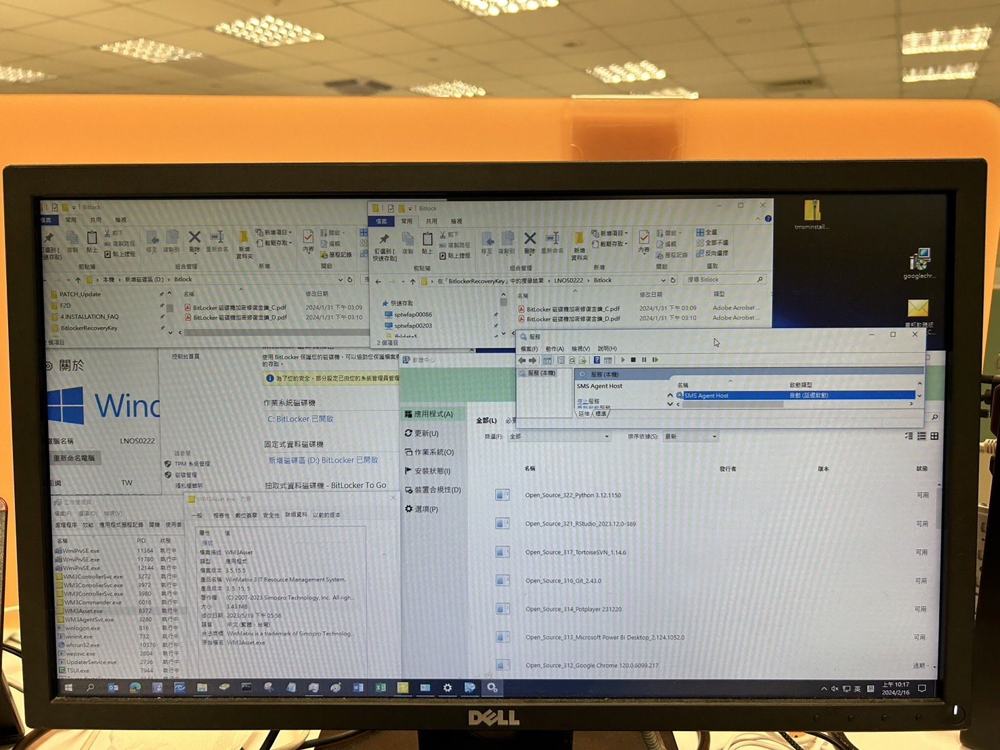 Bitlock
檔案 常用 共用 檢視
釘選到 [快速存取] 複製 貼上 剪下 複製路徑 貼上捷徑 移至 複製到 刪除 重新命名 新增資料夾 新增項目 輕鬆存取 內容 開啟 編輯 歷程記錄
剪貼簿 組合管理 新增 開啟
本機 > 新增磁碟區 (D:) > Bitlock
PATCH_Update
F2D
4.INSTALLATION_FAQ
BitlockerRecoveryKey
名稱 修改日期
BitLocker 磁碟機加密修復金鑰_C.pdf 2024/1/31 下午 03:09
BitLocker 磁碟機加密修復金鑰_D.pdf 2024/1/31 下午 03:10
個項目
Bitlock
檔案 常用 共用 檢視
釘選到 [快速存取] 複製 貼上 剪下 複製路徑 貼上捷徑 移至 複製到 刪除 重新命名 新增資料夾 新增項目 輕鬆存取 內容 開啟 編輯 歷程記錄 全選 全部不選 反向選擇
剪貼簿 組合管理 新增 開啟 選取
在「BitlockerRecoveryKey」中的搜尋結果 > LNOS0222 > Bitlock 搜尋 Bitlock
快速存取
sptwfap00086
sptwfap00203
名稱 修改日期 類型
BitLocker 磁碟機加密修復金鑰_C.pdf 2024/1/31 下午 03:09 Adobe Acrobat ...
BitLocker 磁碟機加密修復金鑰_D.pdf 2024/1/31 下午 03:10 Adobe Acrobat ...
2 個項目
tmsminstall...
googlechr...
服務
檔案(F) 動作(A) 檢視(V) 說明(H)
服務 (本機)
服務 (本機)
SMS Agent Host
停止服務
名稱 啟動類型
SMS Agent Host 自動 (延遲啟動)
延伸 標準
關於
Winc
電腦名稱 LNOS0222
重新命名電腦
組織 TW
控制台首頁
請參閱
TPM 系統管理
磁碟管理
隱私權聲明
使用 BitLocker 保護您的磁碟機，可以協助您保護檔案
的存取。
為了您的安全，部分設定已由您的系統管理員管理
作業系統磁碟機
C: BitLocker 已開啟
固定式資料磁碟機
新增磁碟區 (D:) BitLocker 已開啟
抽取式資料磁碟機 - BitLocker To Go
軟體中心
應用程式(A)
更新(U)
作業系統(O)
安裝狀態(I)
裝置合規性(D)
選項(P)
全部(L)
篩選(F): 全部 排序依據(S): 最新
名稱 發行者 版本 狀態
Open_Source_322_Python 3.12.1150 可用
Open_Source_321_RStudio_2023.12.0-369 可用
Open_Source_317_TortoiseSVN_1.14.6 可用
Open_Source_316_Git_2.43.0 可用
Open_Source_314_Potplayer 231220 可用
Open_Source_313_Microsoft Power Bi Desktop_2.124.1052.0 可用
Open_Source_312_Google Chrome 120.0.6099.217 過期 -
工作管理員
檔案(F) 選項(O) 檢視(V)
處理程序 效能 應用程式歷程記錄 開機 使用者
名稱 PID 狀態
WmiPrvSE.exe 11364 執行中
WmiPrvSE.exe 11780 執行中
WmiPrvSE.exe 12144 執行中
WM3ControllerSvc.exe 3272 執行中
WM3ControllerSvc.exe 3972 執行中
WM3ControllerSvc.exe 3980 執行中
WM3Commander.exe 6016 執行中
WM3Asset.exe 8372 執行中
WM3AgentSvc.exe 3280 執行中
winlogon.exe 816 執行中
wininit.exe 732 執行中
wfcrun32.exe 10376 執行中
wepsvc.exe 2804 執行中
UpdaterService.exe 2736 執行中
TSUI.exe 7944 執行中
WM3Asset.exe - 內容
一般 相容性 數位簽章 安全性 詳細資料 以前的版本
屬性 值
描述
檔案描述 WM3Asset
類型 應用程式
檔案版本 3.5.15.5
產品名稱 WinMatrix 3 IT Resource Management System.
產品版本 3, 5, 15, 5
著作權 (C) 2007-2023 Simopro Technology, Inc. All righ...
大小 3.43 MB
修改日期 2023/5/19 下午 05:56
語言 中文 (繁體，台灣)
合法商標 WinMatrix is a trademark of Simopro Technolog...
原始檔名 WM3Asset.exe
英
上午 10:17
2024/2/16
DELL